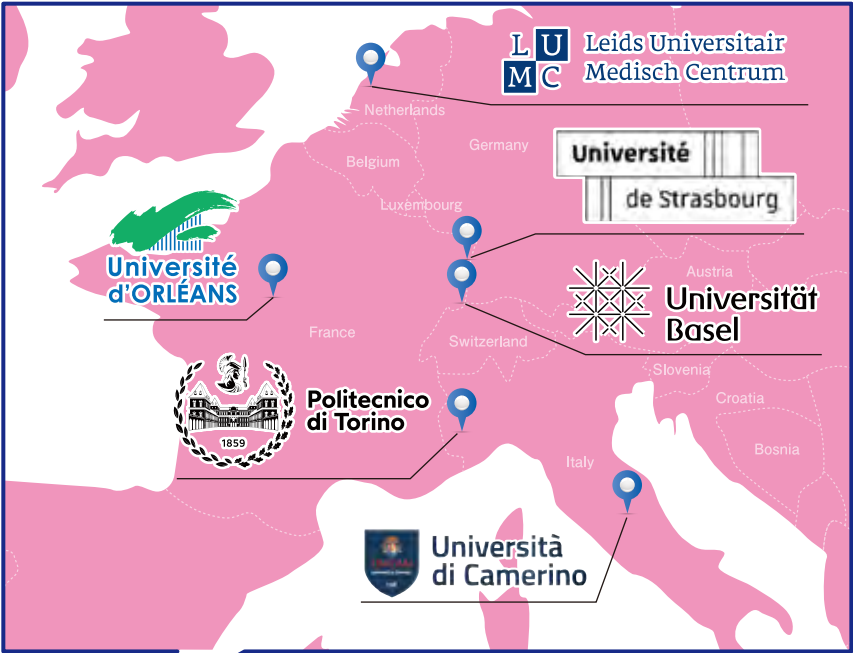 L U
M C
Leids Universitair
Medisch Centrum
Netherlands
Germany
Belgium
Université
de Strasbourg
Luxembourg
Université
d'ORLÉANS
Austria
Universität
Basel
France
Switzerland
Slovenia
Croatia
Politecnico
di Torino
1859
Bosnia
Italy
Università
di Camerino